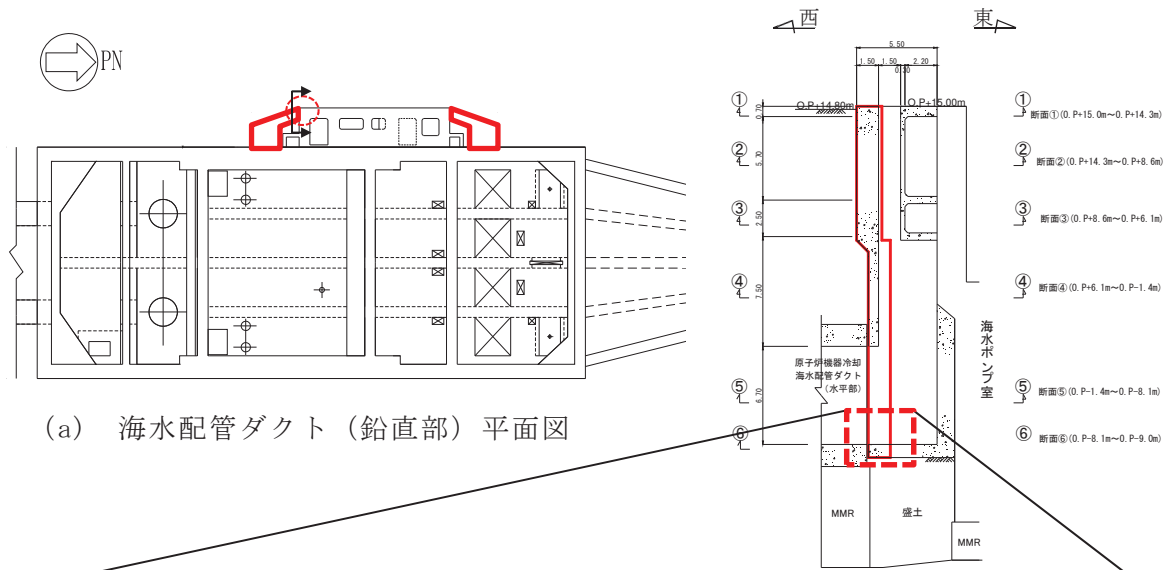 PN
(a) 海水配管ダクト（鉛直部）平面図
西
東
5.50
1.50
1.50
2.20
0.30
O.P+14.80m
O.P+15.00m
①
②
③
④
⑤
⑥
0.70
5.70
2.50
7.50
6.70
① 断面①(O.P+15.0m～O.P+14.3m)
② 断面②(O.P+14.3m～O.P+8.6m)
③ 断面③(O.P+8.6m～O.P+6.1m)
④ 断面④(O.P+6.1m～O.P-1.4m)
⑤ 断面⑤(O.P-1.4m～O.P-8.1m)
⑥ 断面⑥(O.P-8.1m～O.P-9.0m)
海水ポンプ室
原子炉機器冷却
海水配管ダクト
(水平部)
MMR
盛土
MMR